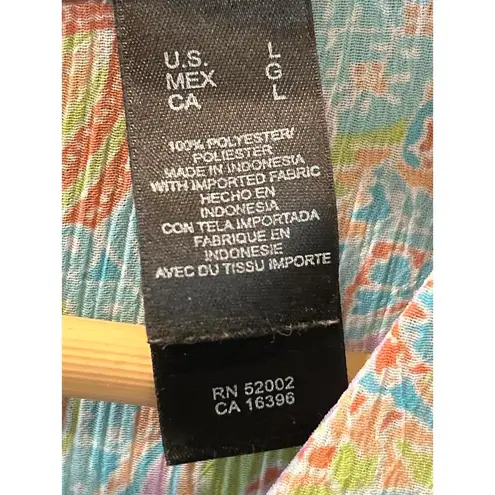 U.S. L
MEX G
CA L
100% POLYESTER/
POLIESTER
MADE IN INDONESIA
WITH IMPORTED FABRIC
HECHO EN
INDONESIA
CON TELA IMPORTADA
FABRIQUE EN
INDONESIE
AVEC DU TISSU IMPORTE
RN 52002
CA 16396